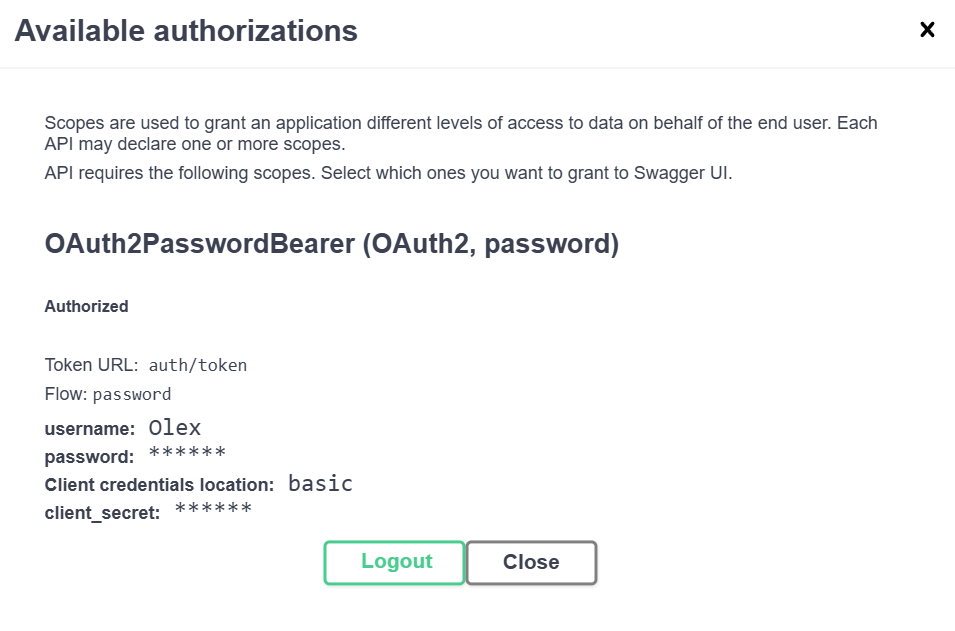 Available authorizations
Scopes are used to grant an application different levels of access to data on behalf of the end user. Each
API may declare one or more scopes.
API requires the following scopes. Select which ones you want to grant to Swagger UI.
OAuth2PasswordBearer (OAuth2, password)
Authorized
Token URL: auth/token
Flow: password
username: Olex
password: ******
Client credentials location: basic
client_secret: ******
Logout Close